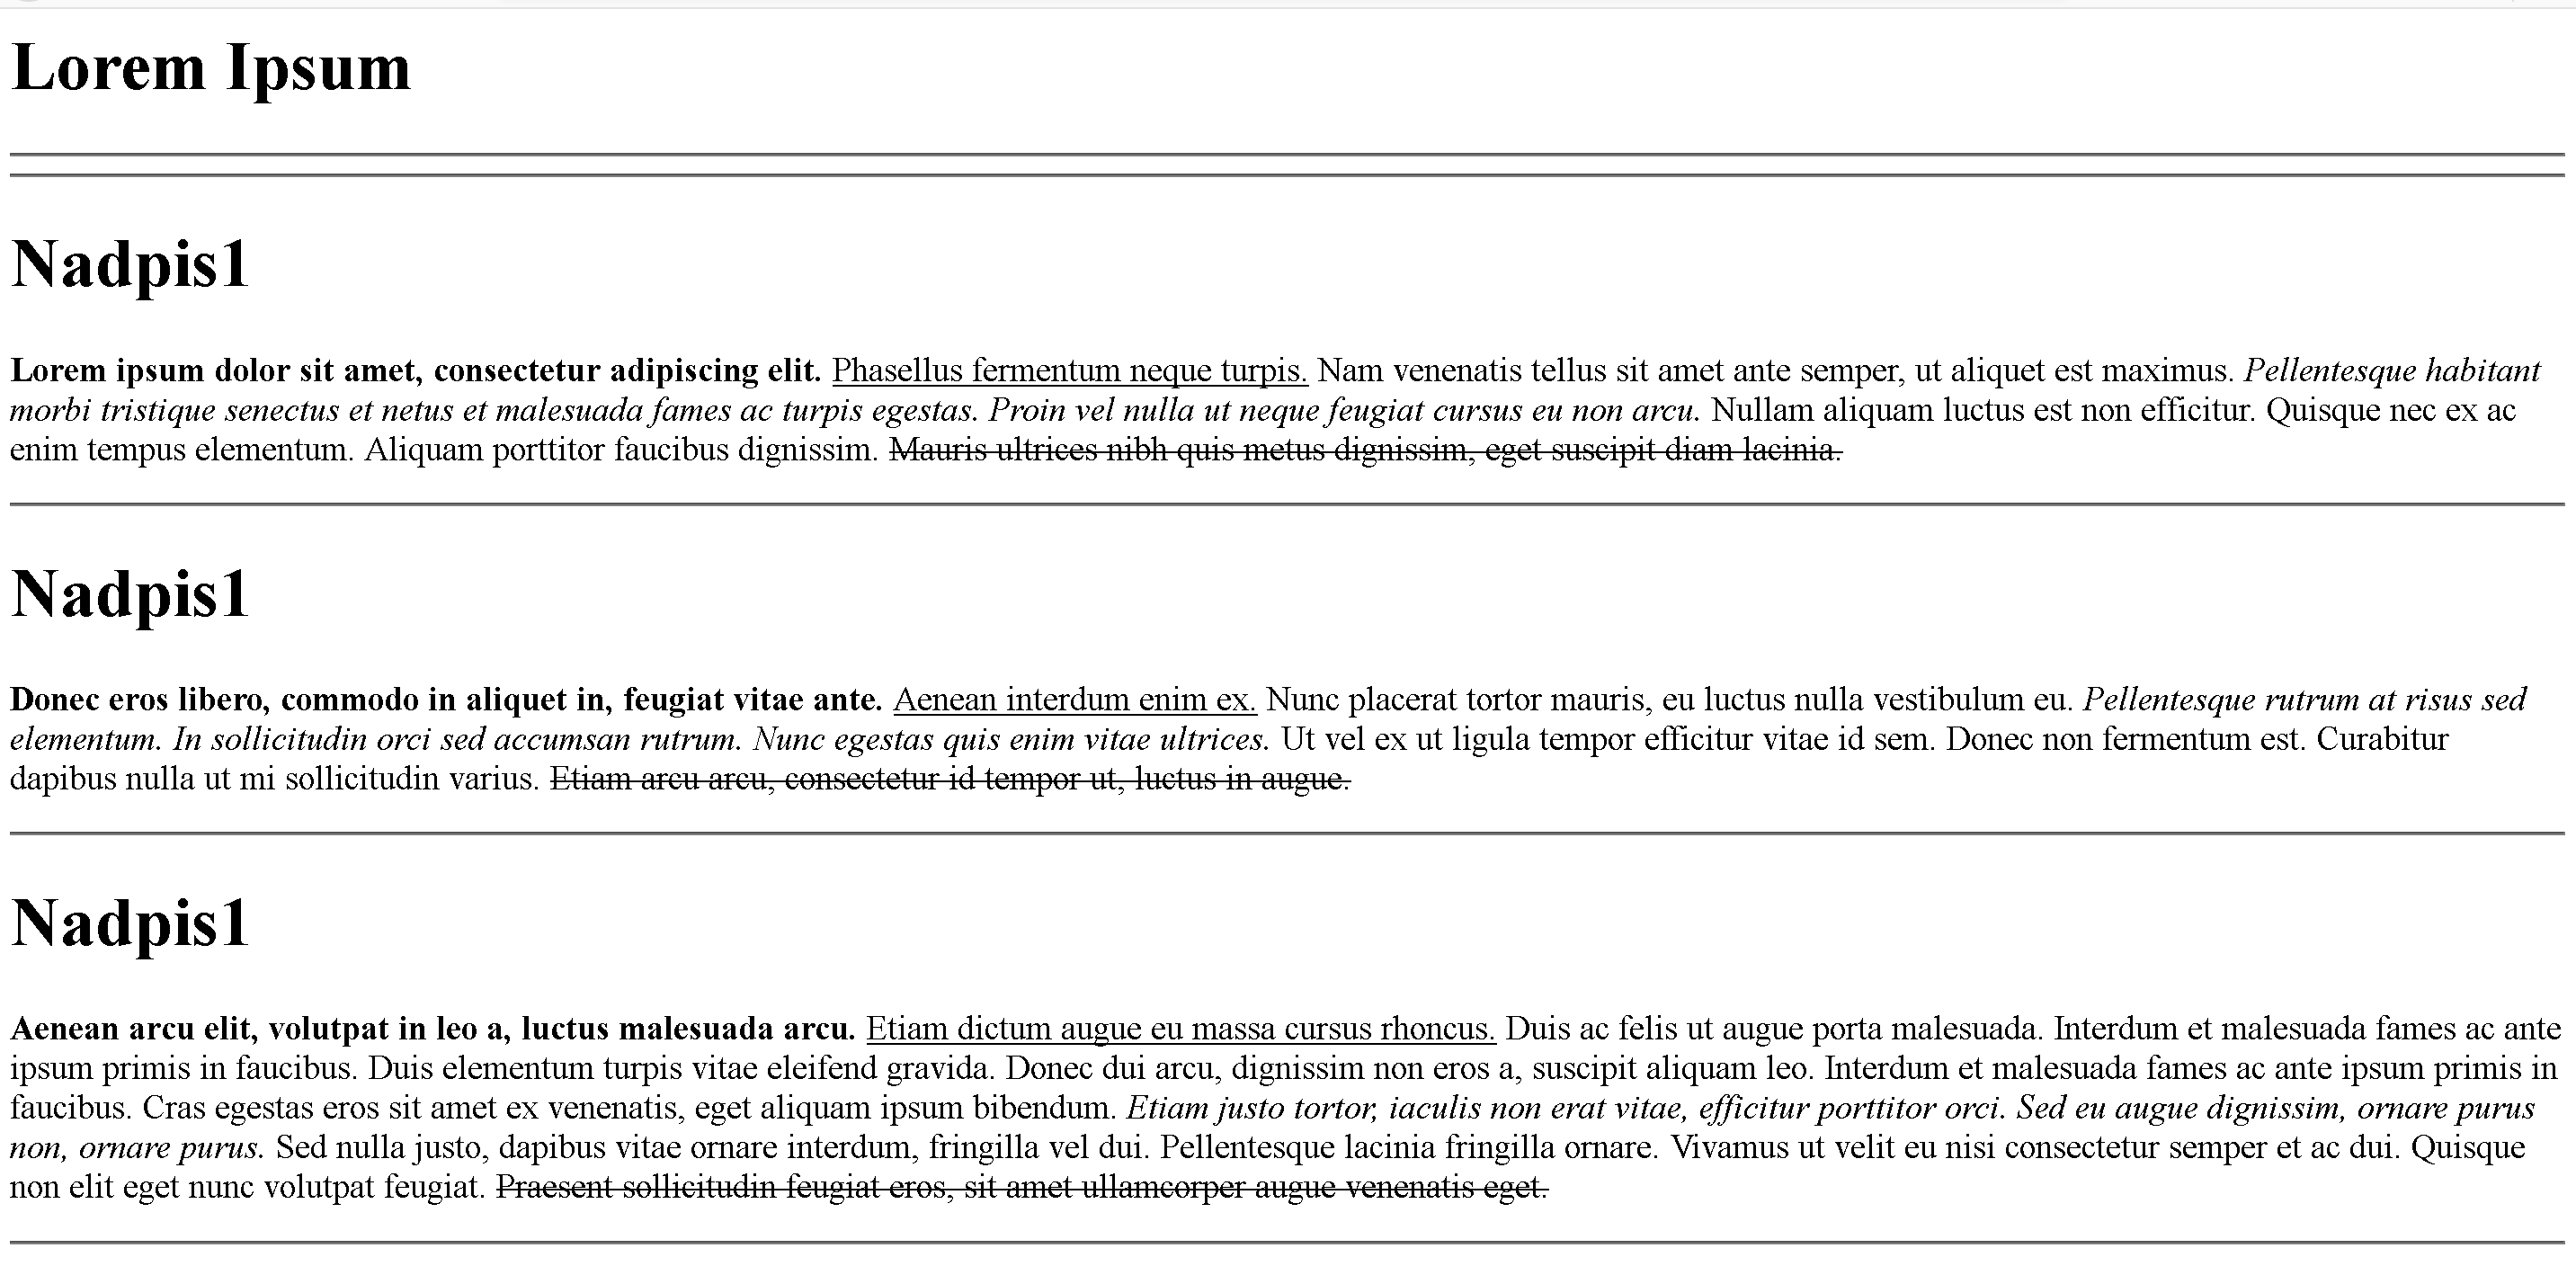 Lorem Ipsum
Nadpis1
Lorem ipsum dolor sit amet, consectetur adipiscing elit. Phasellus fermentum neque turpis. Nam venenatis tellus sit amet ante semper, ut aliquet est maximus. Pellentesque habitant
morbi tristique senectus et netus et malesuada fames ac turpis egestas. Proin vel nulla ut neque feugiat cursus eu non arcu. Nullam aliquam luctus est non efficitur. Quisque nec ex ac
enim tempus elementum. Aliquam porttitor faucibus dignissim. Mauris ultrices nibh quis metus dignissim, eget suscipit diam lacinia.
Nadpis1
Donec eros libero, commodo in aliquet in, feugiat vitae ante. Aenean interdum enim ex. Nunc placerat tortor mauris, eu luctus nulla vestibulum eu. Pellentesque rutrum at risus sed
elementum. In sollicitudin orci sed accumsan rutrum. Nunc egestas quis enim vitae ultrices. Ut vel ex ut ligula tempor efficitur vitae id sem. Donec non fermentum est. Curabitur
dapibus nulla ut mi sollicitudin varius. Etiam arcu arcu, consectetur id tempor ut, luctus in augue.
Nadpis1
Aenean arcu elit, volutpat in leo a, luctus malesuada arcu. Etiam dictum augue eu massa cursus rhoncus. Duis ac felis ut augue porta malesuada. Interdum et malesuada fames ac ante
ipsum primis in faucibus. Duis elementum turpis vitae eleifend gravida. Donec dui arcu, dignissim non eros a, suscipit aliquam leo. Interdum et malesuada fames ac ante ipsum primis in
faucibus. Cras egestas eros sit amet ex venenatis, eget aliquam ipsum bibendum. Etiam justo tortor, iaculis non erat vitae, efficitur porttitor orci. Sed eu augue dignissim, ornare purus
non, ornare purus. Sed nulla justo, dapibus vitae ornare interdum, fringilla vel dui. Pellentesque lacinia fringilla ornare. Vivamus ut velit eu nisi consectetur semper et ac dui. Quisque
non elit eget nunc volutpat feugiat. Praesent sollicitudin feugiat eros, sit amet ullamcorper augue venenatis eget.